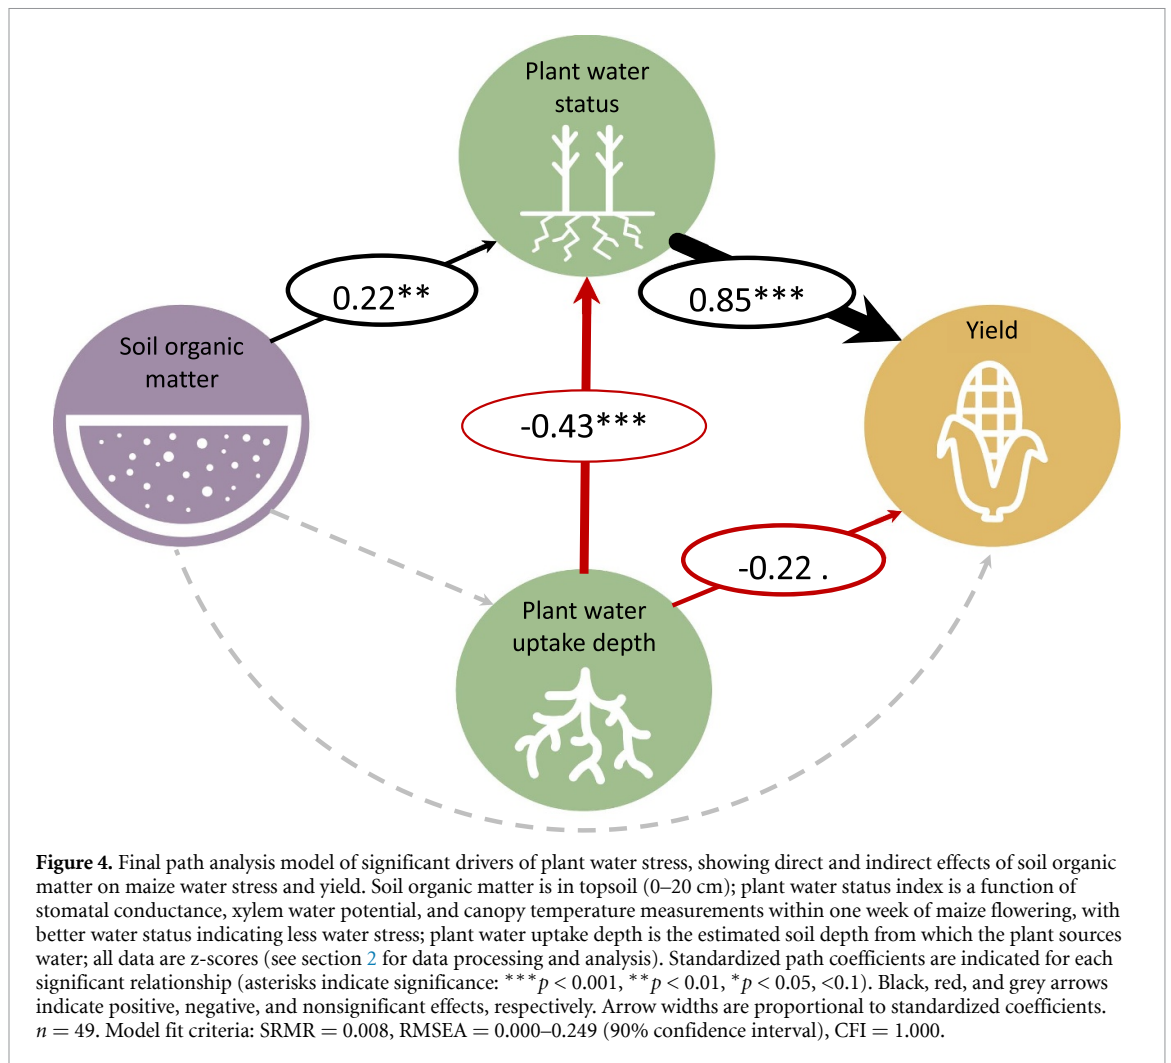 Plant water
status
0.22**
0.85***
Soil organic
matter
Yield
-0.43***
-0.22 .
Plant water
uptake depth
Figure 4. Final path analysis model of significant drivers of plant water stress, showing direct and indirect effects of soil organic
matter on maize water stress and yield. Soil organic matter is in topsoil (0–20 cm); plant water status index is a function of
stomatal conductance, xylem water potential, and canopy temperature measurements within one week of maize flowering, with
better water status indicating less water stress; plant water uptake depth is the estimated soil depth from which the plant sources
water; all data are z-scores (see section 2 for data processing and analysis). Standardized path coefficients are indicated for each
significant relationship (asterisks indicate significance: ***p < 0.001, **p < 0.01, *p < 0.05, <0.1). Black, red, and grey arrows
indicate positive, negative, and nonsignificant effects, respectively. Arrow widths are proportional to standardized coefficients.
n = 49. Model fit criteria: SRMR = 0.008, RMSEA = 0.000–0.249 (90% confidence interval), CFI = 1.000.